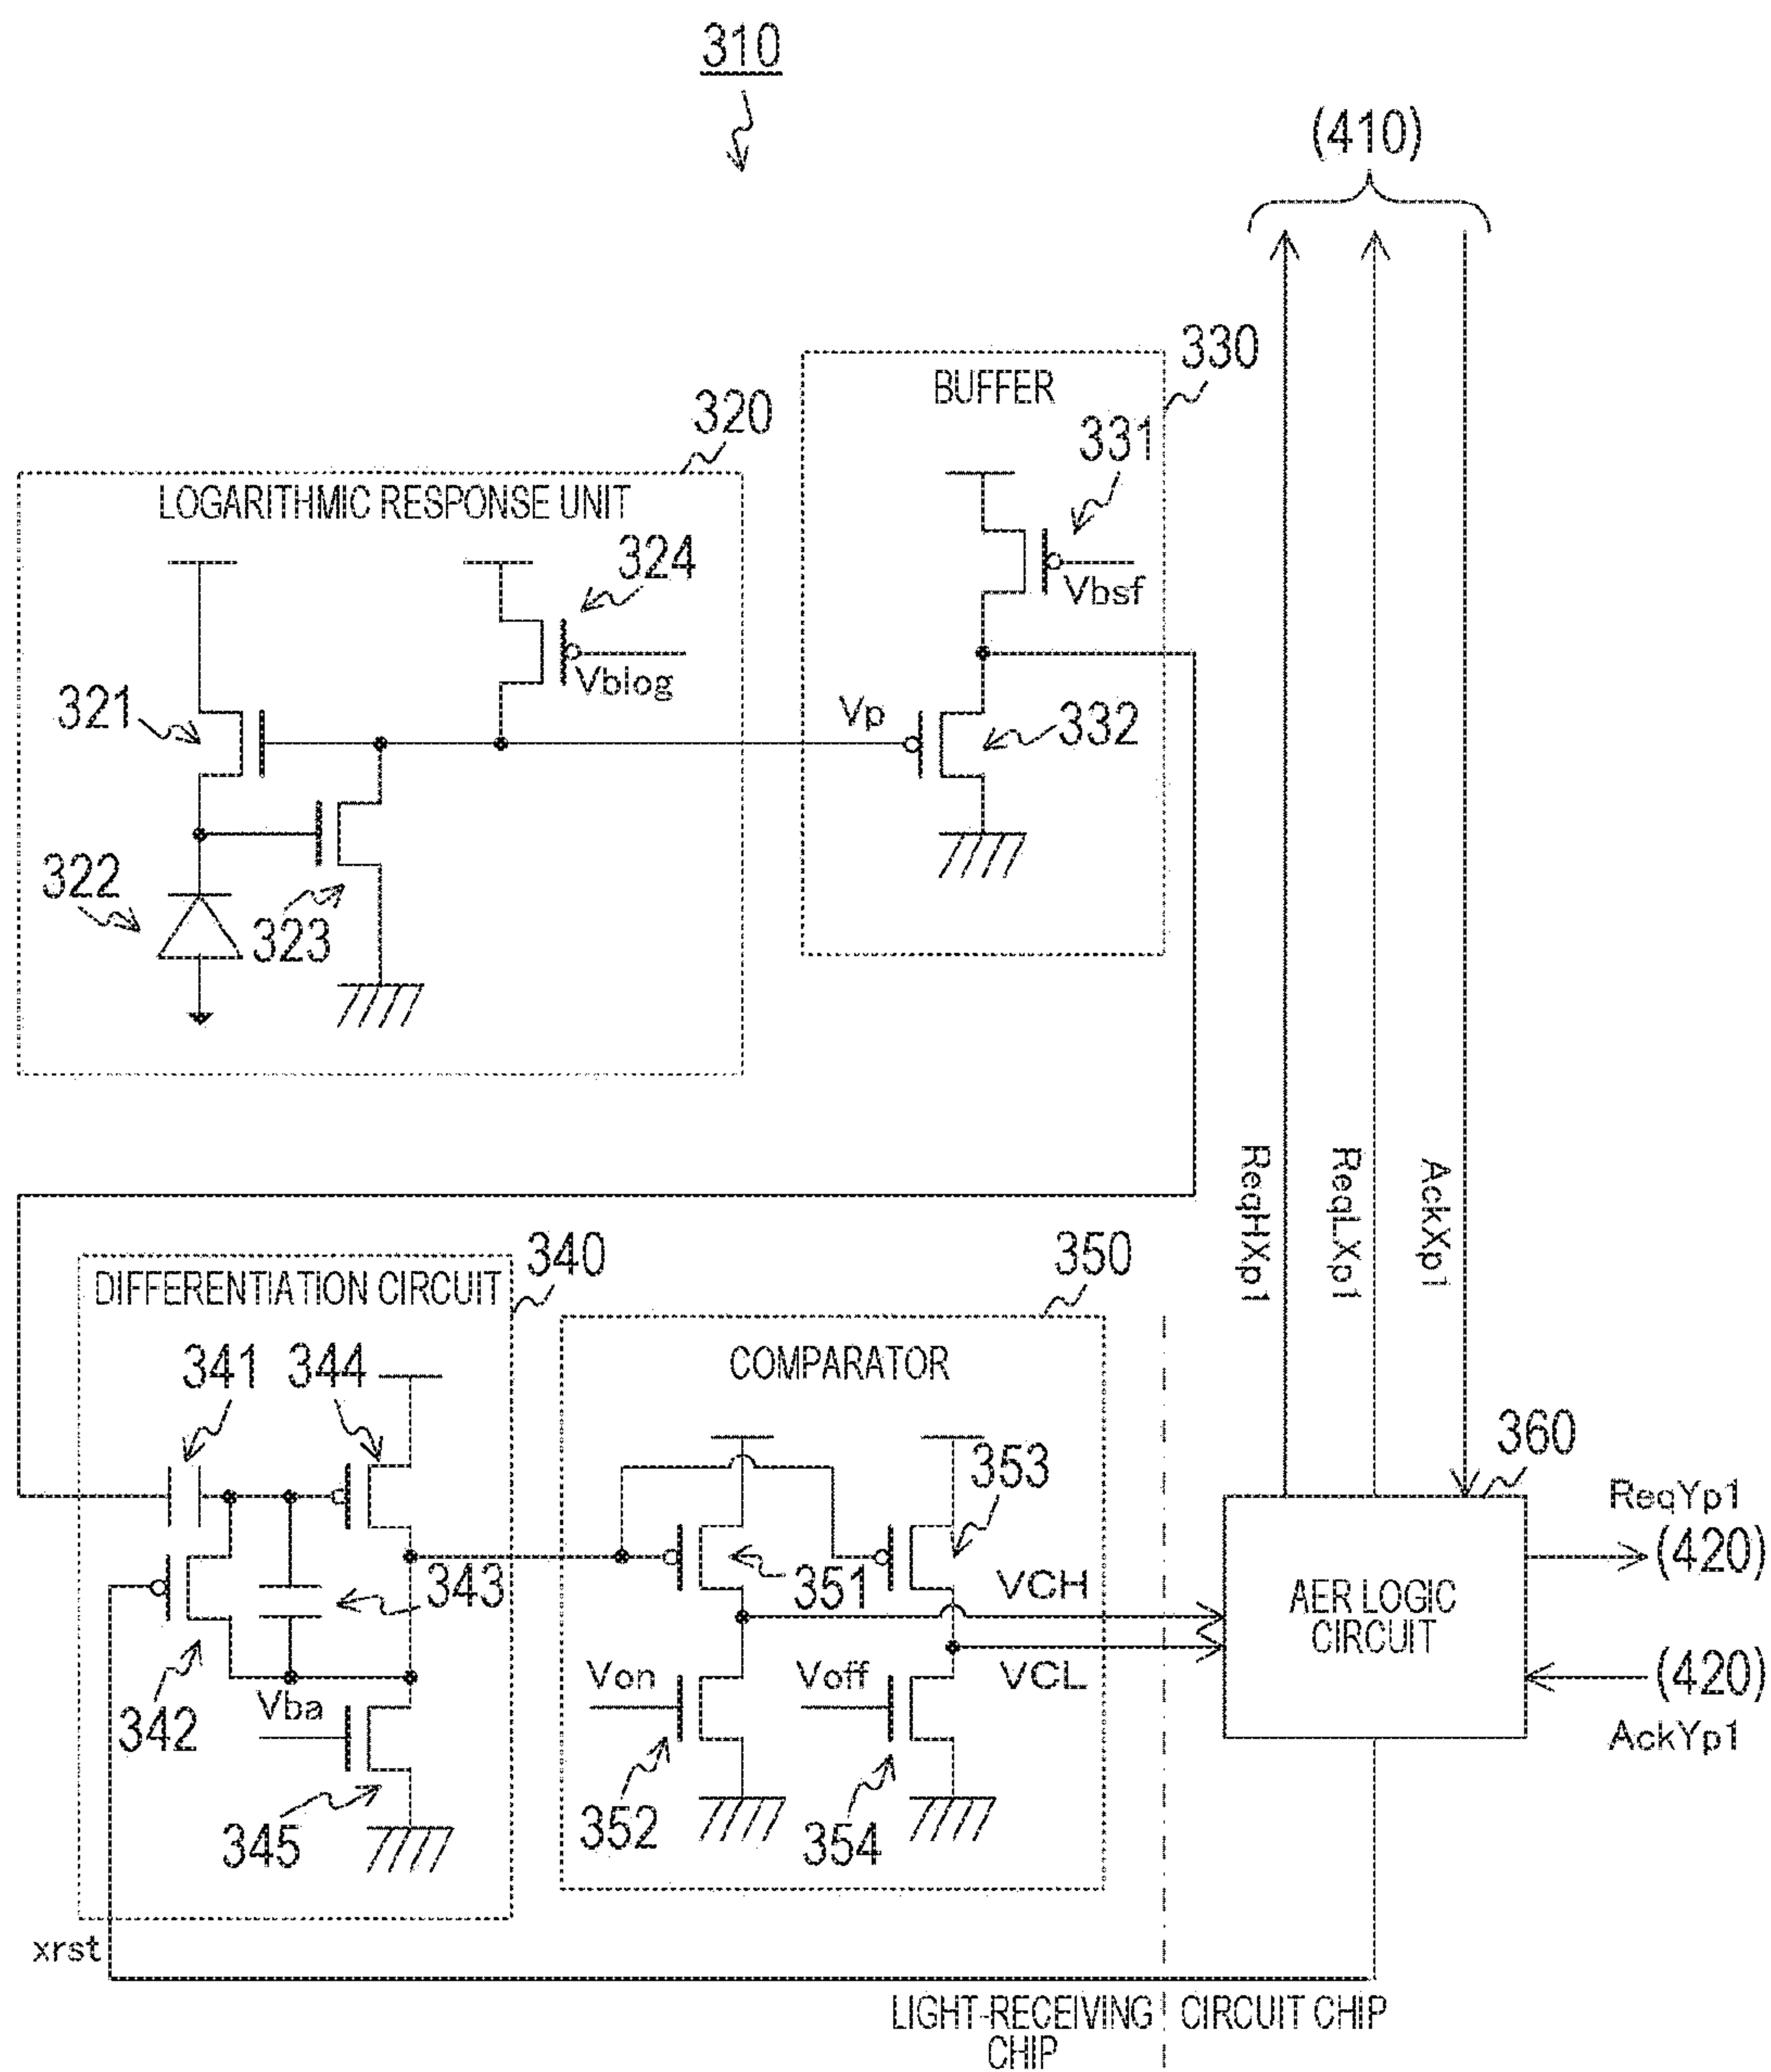 310
(410)
330
BUFFER
331
320
LOGARITHMIC RESPONSE UNIT
324
Vbsf
Vblog
321
Vp
332
322
323
ReqHXp1
ReqLXp1
AckXp1
340
350
DIFFERENTIATION CIRCUIT
341
344
COMPARATOR
360
353
ReqYp1
(420)
343
351
VCH
AER LOGIC
CIRCUIT
Von
Voff
VCL
(420)
342
Vba
AckYp1
345
352
354
xrst
LIGHT-RECEIVING
CHIP
CIRCUIT CHIP